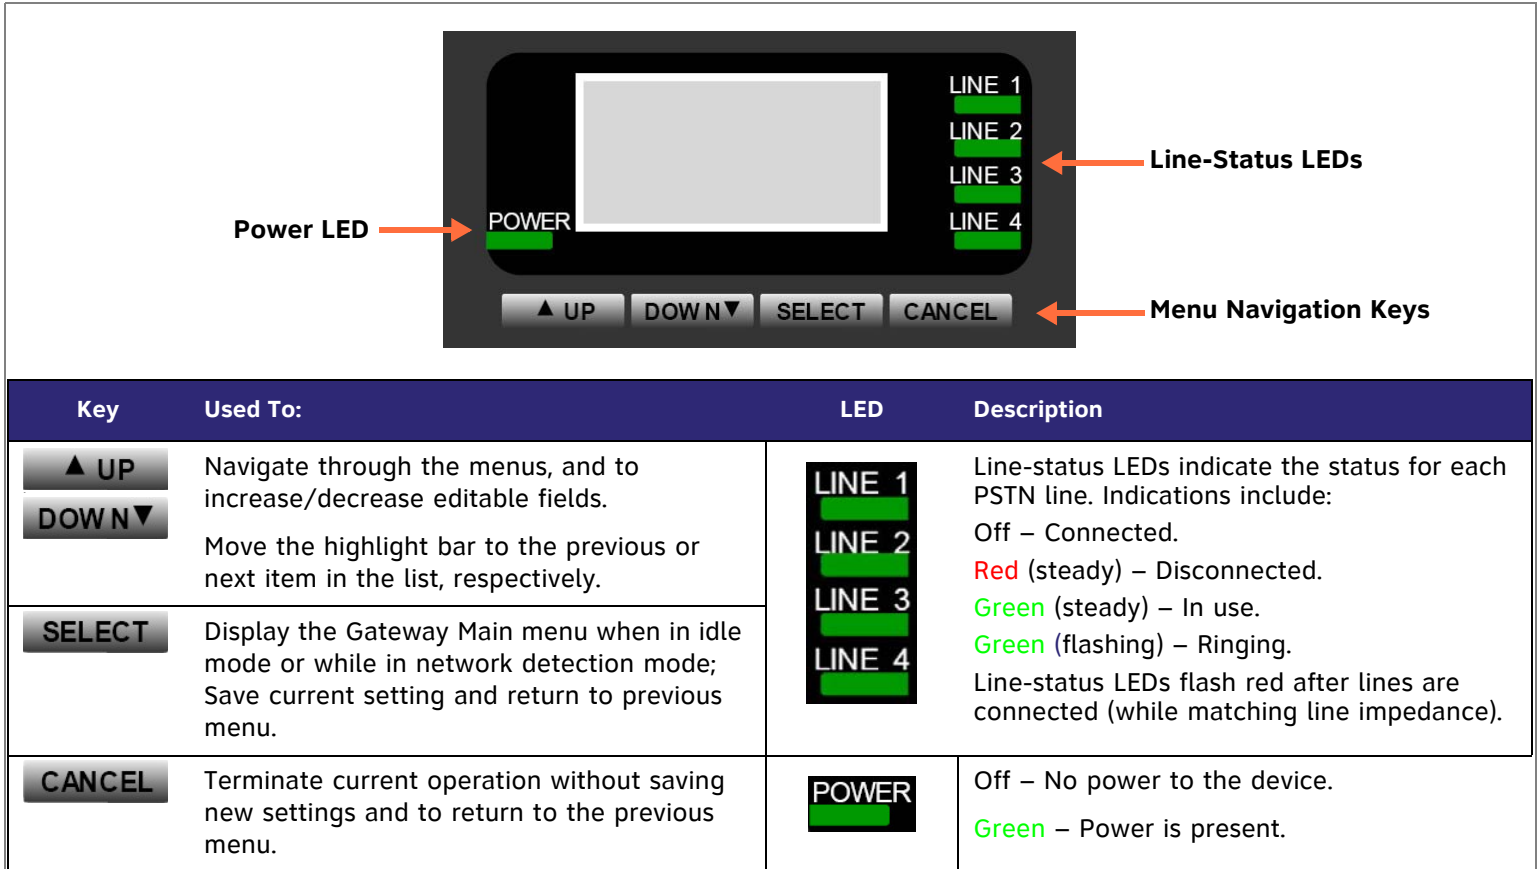 LINE 1
LINE 2
LINE 3
LINE 4
Line-Status LEDs
Power LED
POWER
▲ UP
DOWN▼
SELECT
CANCEL
Menu Navigation Keys
Key
Used To:
LED
Description
▲ UP
DOWN▼
Navigate through the menus, and to
increase/decrease editable fields.
Move the highlight bar to the previous or
next item in the list, respectively.
LINE 1
LINE 2
LINE 3
LINE 4
Line-status LEDs indicate the status for each
PSTN line. Indications include:
Off – Connected.
Red (steady) – Disconnected.
Green (steady) – In use.
Green (flashing) – Ringing.
Line-status LEDs flash red after lines are
connected (while matching line impedance).
SELECT
Display the Gateway Main menu when in idle
mode or while in network detection mode;
Save current setting and return to previous
menu.
CANCEL
Terminate current operation without saving
new settings and to return to the previous
menu.
POWER
Off – No power to the device.
Green – Power is present.